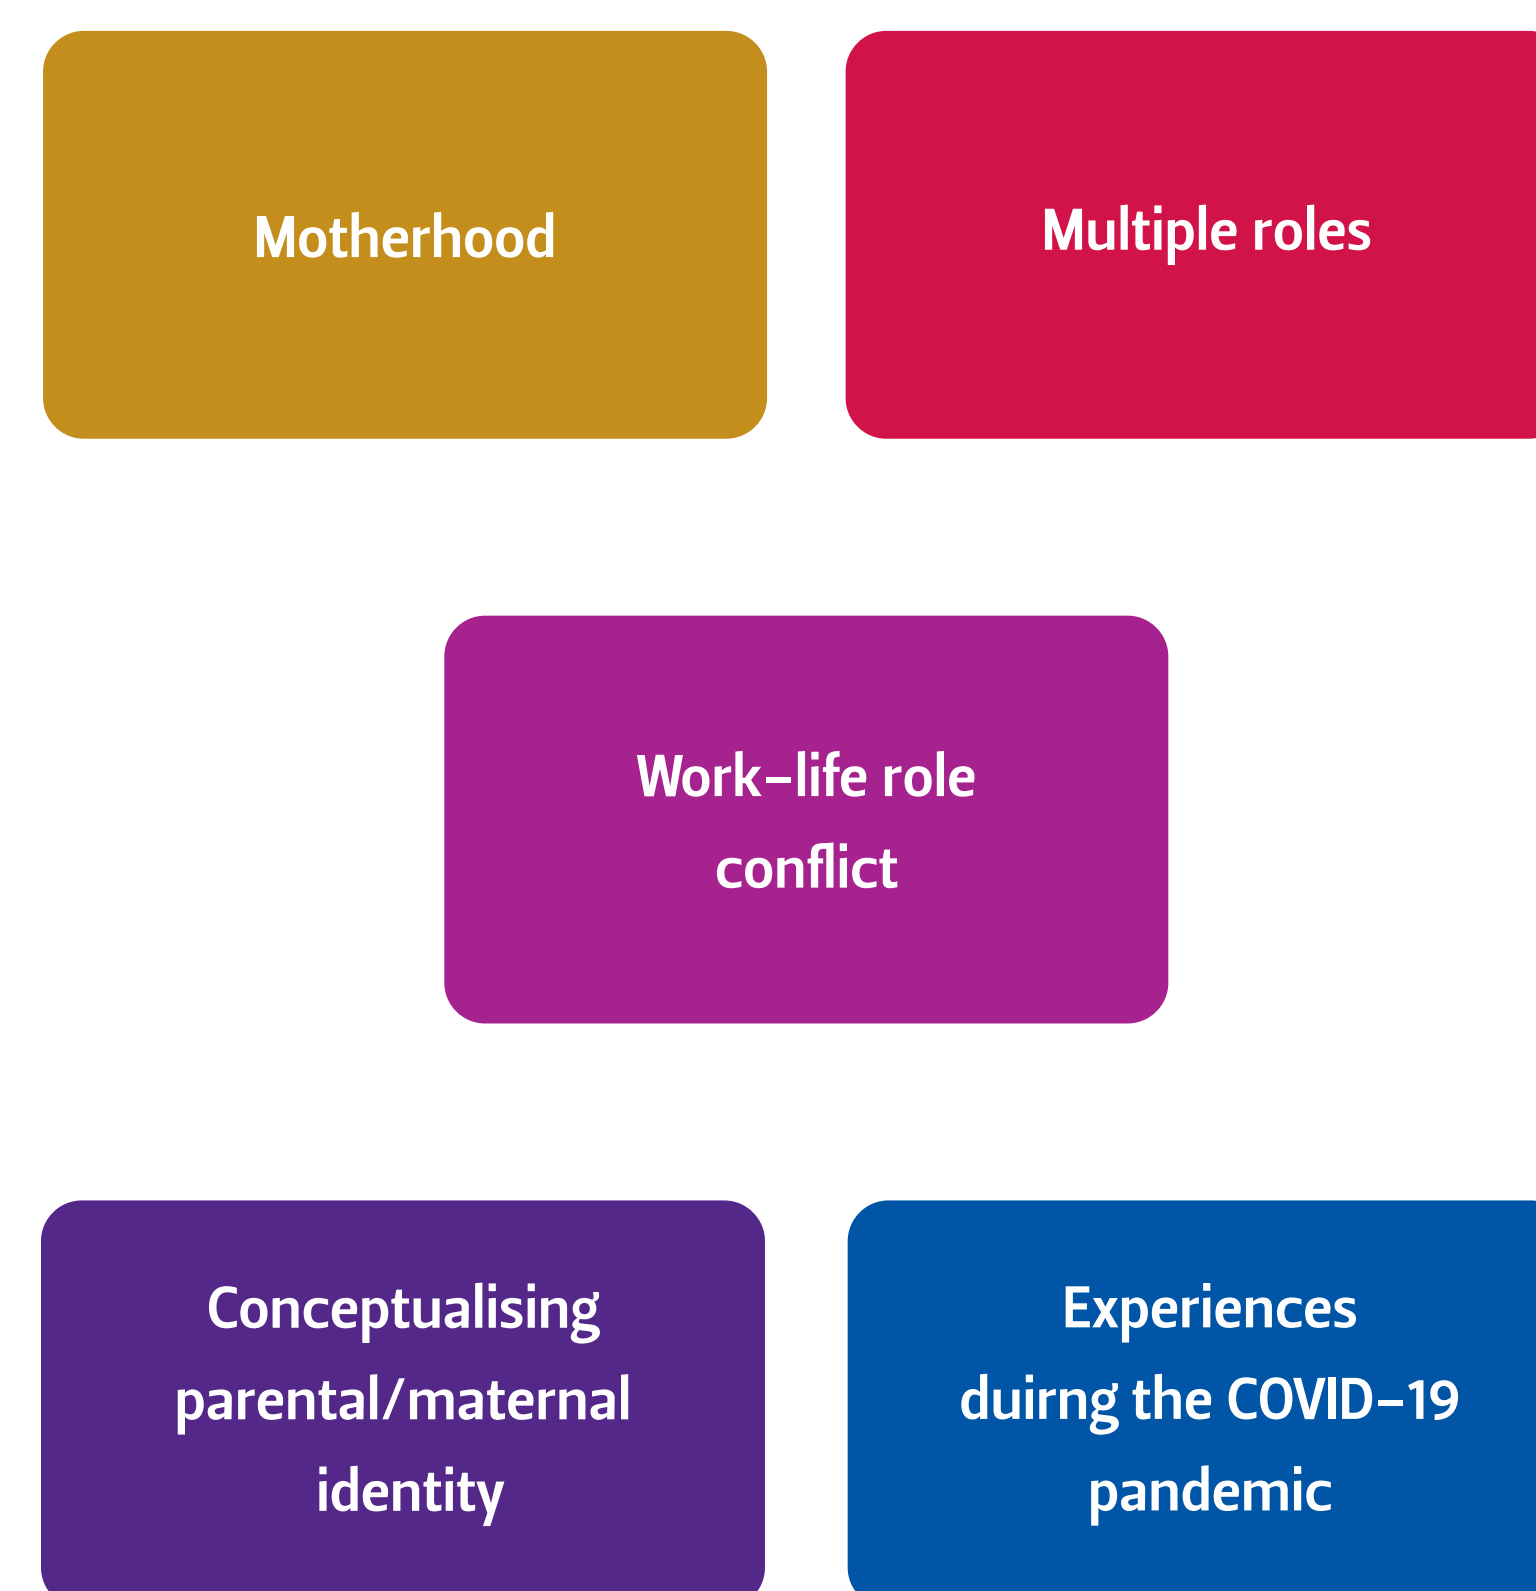 Motherhood
Multiple roles
Work–life role
conflict
Conceptualising
parental/maternal
identity
Experiences
duirng the COVID–19
pandemic